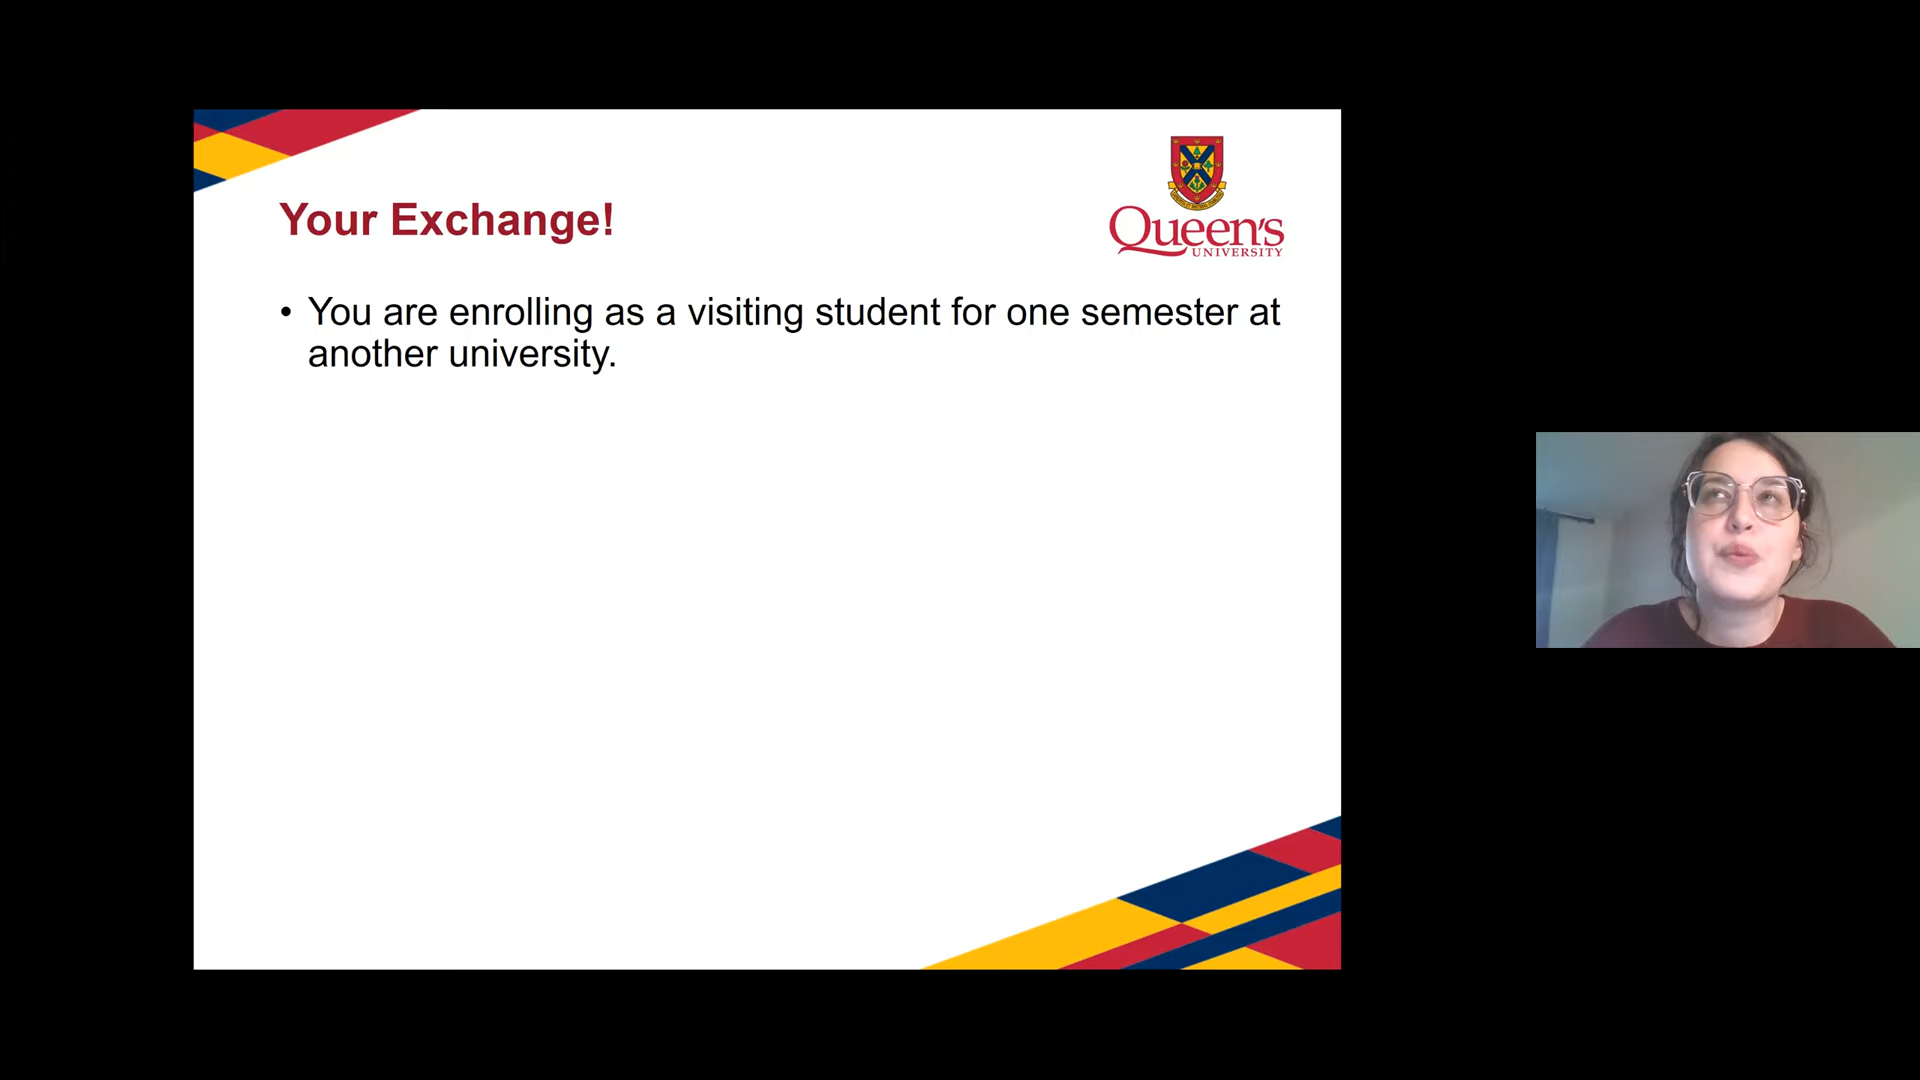 Your Exchange!
Queen's
UNIVERSITY
• You are enrolling as a visiting student for one semester at
another university.